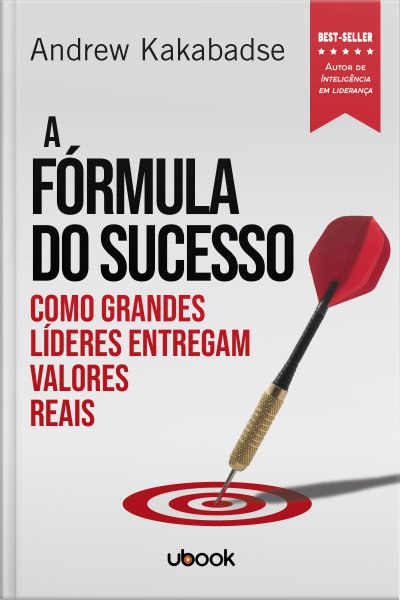 Andrew Kakabadse
BEST-SELLER
AUTOR DE
INTELIGÊNCIA
EM LIDERANÇA
A
FÓRMULA
DO SUCESSO
COMO GRANDES
LÍDERES ENTREGAM
VALORES
REAIS
ubook